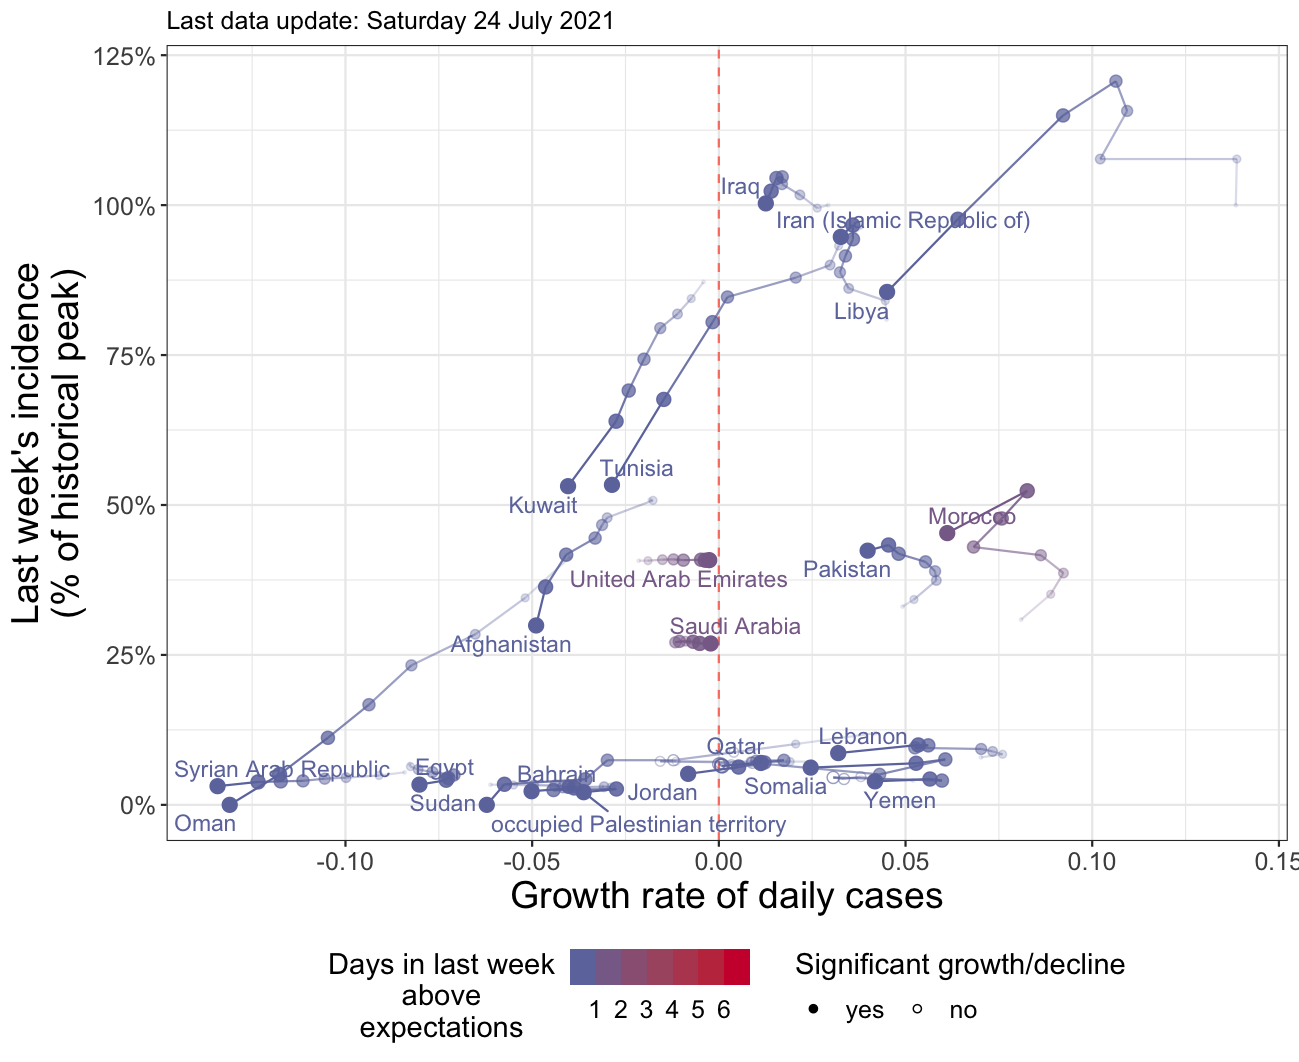 Last data update: Saturday 24 July 2021
125%
100%
75%
50%
25%
0%
Last week's incidence
(% of historical peak)
Iraq
Iran (Islamic Republic of)
Libya
Tunisia
Kuwait
Morocco
Pakistan
United Arab Emirates
Saudi Arabia
Afghanistan
Lebanon
Qatar
Syrian Arab Republic
Egypt
Bahrain
Somalia
Jordan
Yemen
Sudan
Oman
occupied Palestinian territory
-0.10
-0.05
0.00
0.05
0.10
0.15
Growth rate of daily cases
Days in last week
above
expectations
1 2 3 4 5 6
Significant growth/decline
yes no